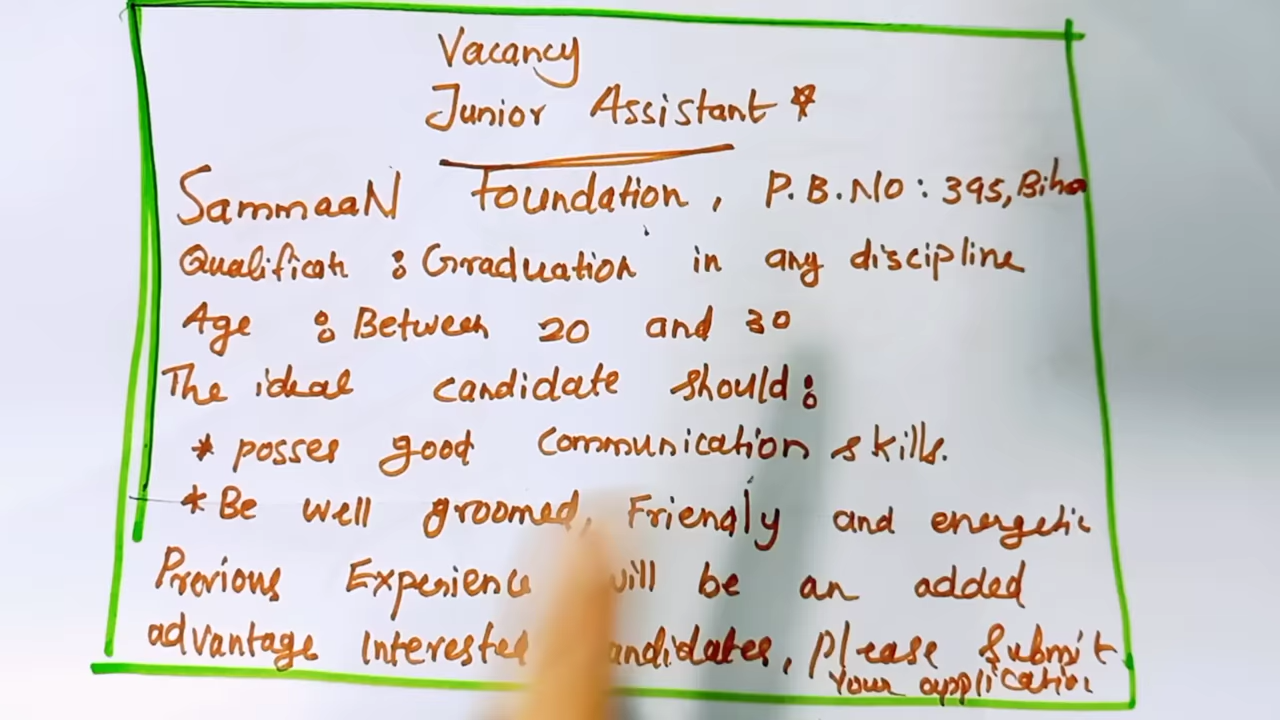 Vacancy
Junior Assistant *
SammaaN Foundation, P.B.NO: 395, Biha
Qualificatn : Graduation in any discipline
Age : Between 20 and 30
The ideal candidate should:
* posses good communication skills.
* Be well groomed, Friendly and energetic
Previous Experience will be an added
advantage Interested candidates, please submit
your application